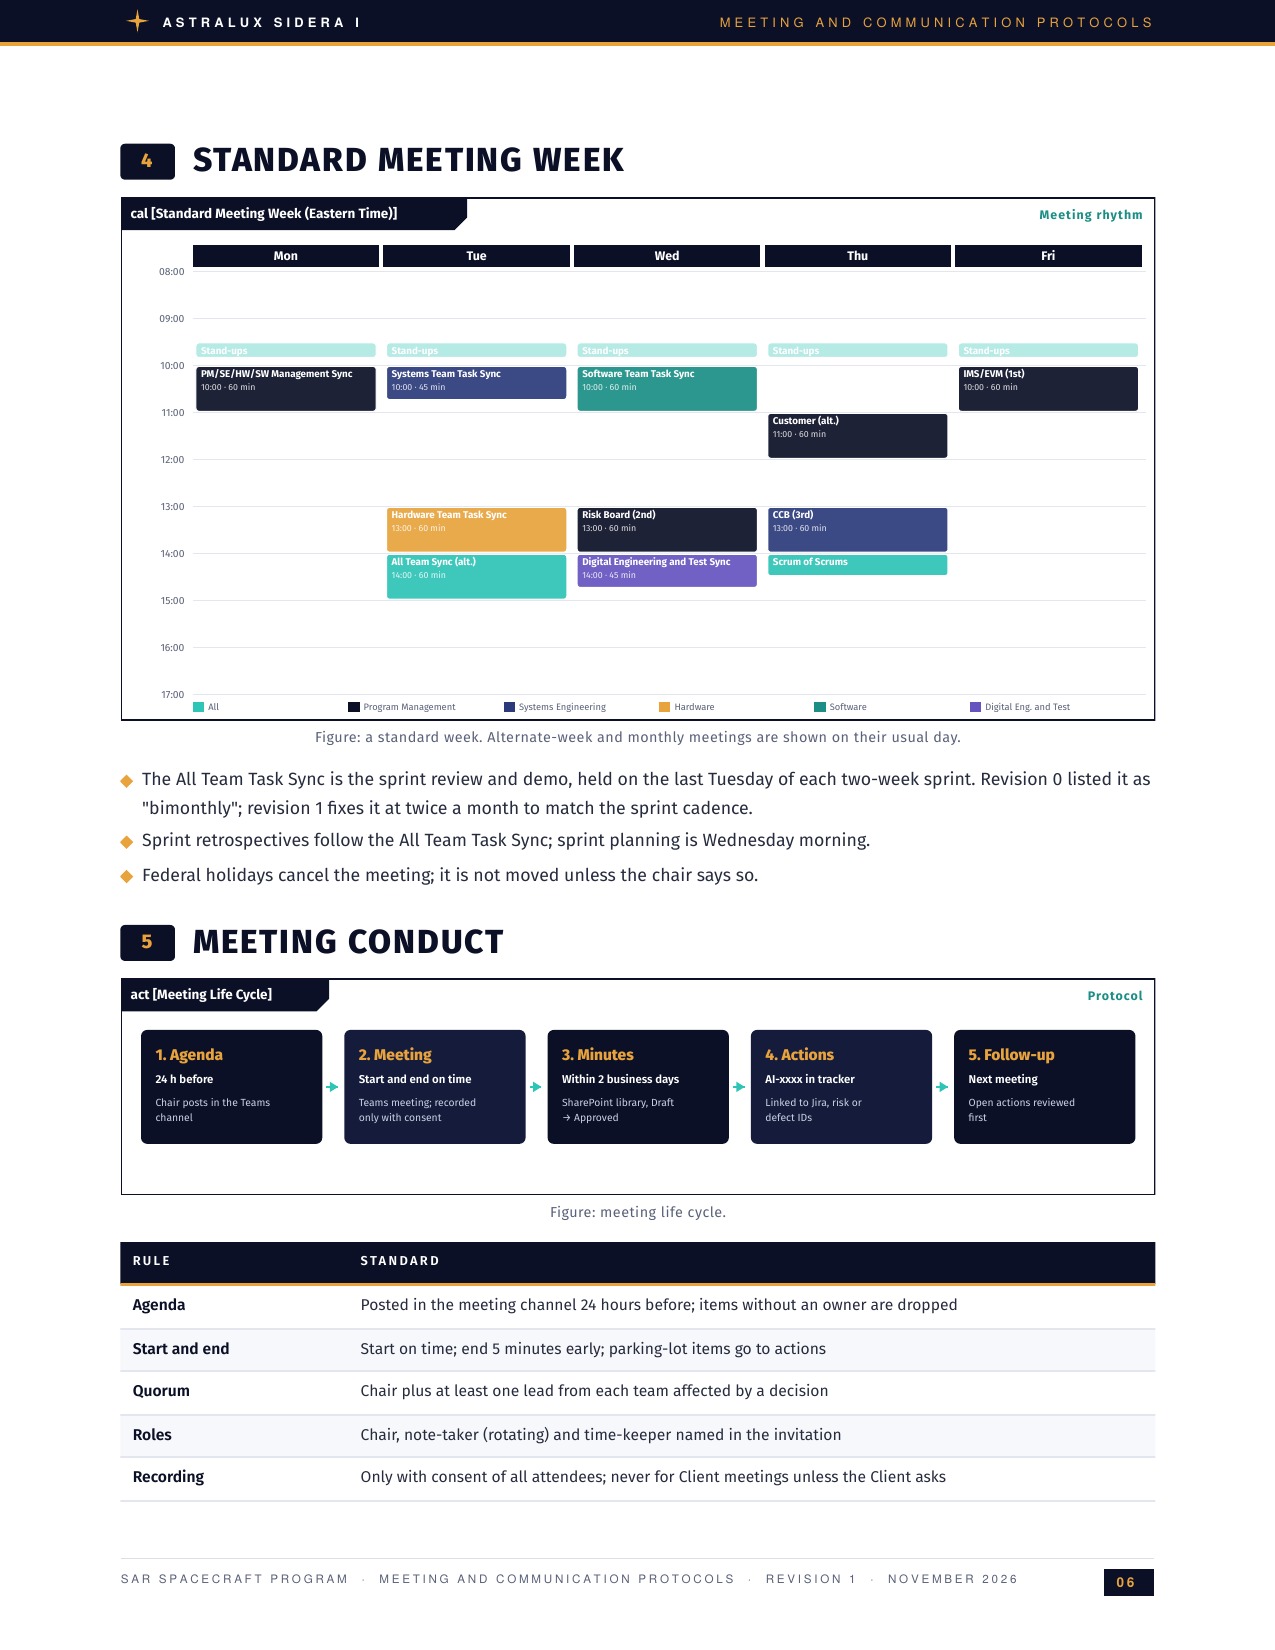 ASTRALUX SIDERA I
MEETING AND COMMUNICATION PROTOCOLS
4 STANDARD MEETING WEEK
cal [Standard Meeting Week (Eastern Time)]
Meeting rhythm
Mon Tue Wed Thu Fri
08:00
09:00
Stand-ups Stand-ups Stand-ups Stand-ups Stand-ups
10:00
PM/SE/HW/SW Management Sync
10:00 · 60 min
Systems Team Task Sync
10:00 · 45 min
Software Team Task Sync
10:00 · 60 min
IMS/EVM (1st)
10:00 · 60 min
11:00
Customer (alt.)
11:00 · 60 min
12:00
13:00
Hardware Team Task Sync
13:00 · 60 min
Risk Board (2nd)
13:00 · 60 min
CCB (3rd)
13:00 · 60 min
14:00
All Team Sync (alt.)
14:00 · 60 min
Digital Engineering and Test Sync
14:00 · 45 min
Scrum of Scrums
15:00
16:00
17:00
All Program Management Systems Engineering Hardware Software Digital Eng. and Test
Figure: a standard week. Alternate-week and monthly meetings are shown on their usual day.
The All Team Task Sync is the sprint review and demo, held on the last Tuesday of each two-week sprint. Revision 0 listed it as
"bimonthly"; revision 1 fixes it at twice a month to match the sprint cadence.
Sprint retrospectives follow the All Team Task Sync; sprint planning is Wednesday morning.
Federal holidays cancel the meeting; it is not moved unless the chair says so.
5 MEETING CONDUCT
act [Meeting Life Cycle]
Protocol
1. Agenda
24 h before
Chair posts in the Teams
channel
2. Meeting
Start and end on time
Teams meeting; recorded
only with consent
3. Minutes
Within 2 business days
SharePoint library, Draft
→ Approved
4. Actions
AI-xxxx in tracker
Linked to Jira, risk or
defect IDs
5. Follow-up
Next meeting
Open actions reviewed
first
Figure: meeting life cycle.
RULE STANDARD
Agenda Posted in the meeting channel 24 hours before; items without an owner are dropped
Start and end Start on time; end 5 minutes early; parking-lot items go to actions
Quorum Chair plus at least one lead from each team affected by a decision
Roles Chair, note-taker (rotating) and time-keeper named in the invitation
Recording Only with consent of all attendees; never for Client meetings unless the Client asks
SAR SPACECRAFT PROGRAM · MEETING AND COMMUNICATION PROTOCOLS · REVISION 1 · NOVEMBER 2026
06